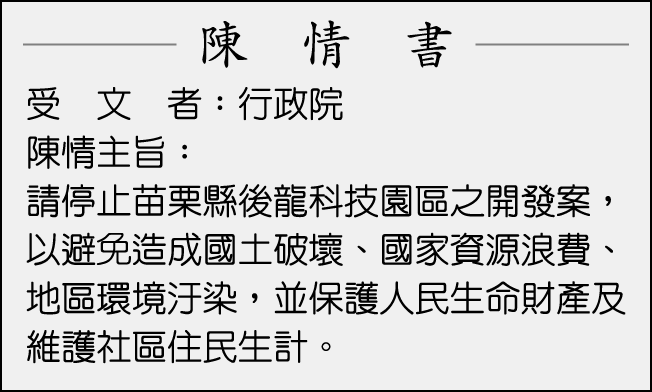 陳情書
受文者：行政院
陳情主旨：
請停止苗栗縣後龍科技園區之開發案，
以避免造成國土破壞、國家資源浪費、
地區環境汙染，並保護人民生命財產及
維護社區住民生計。